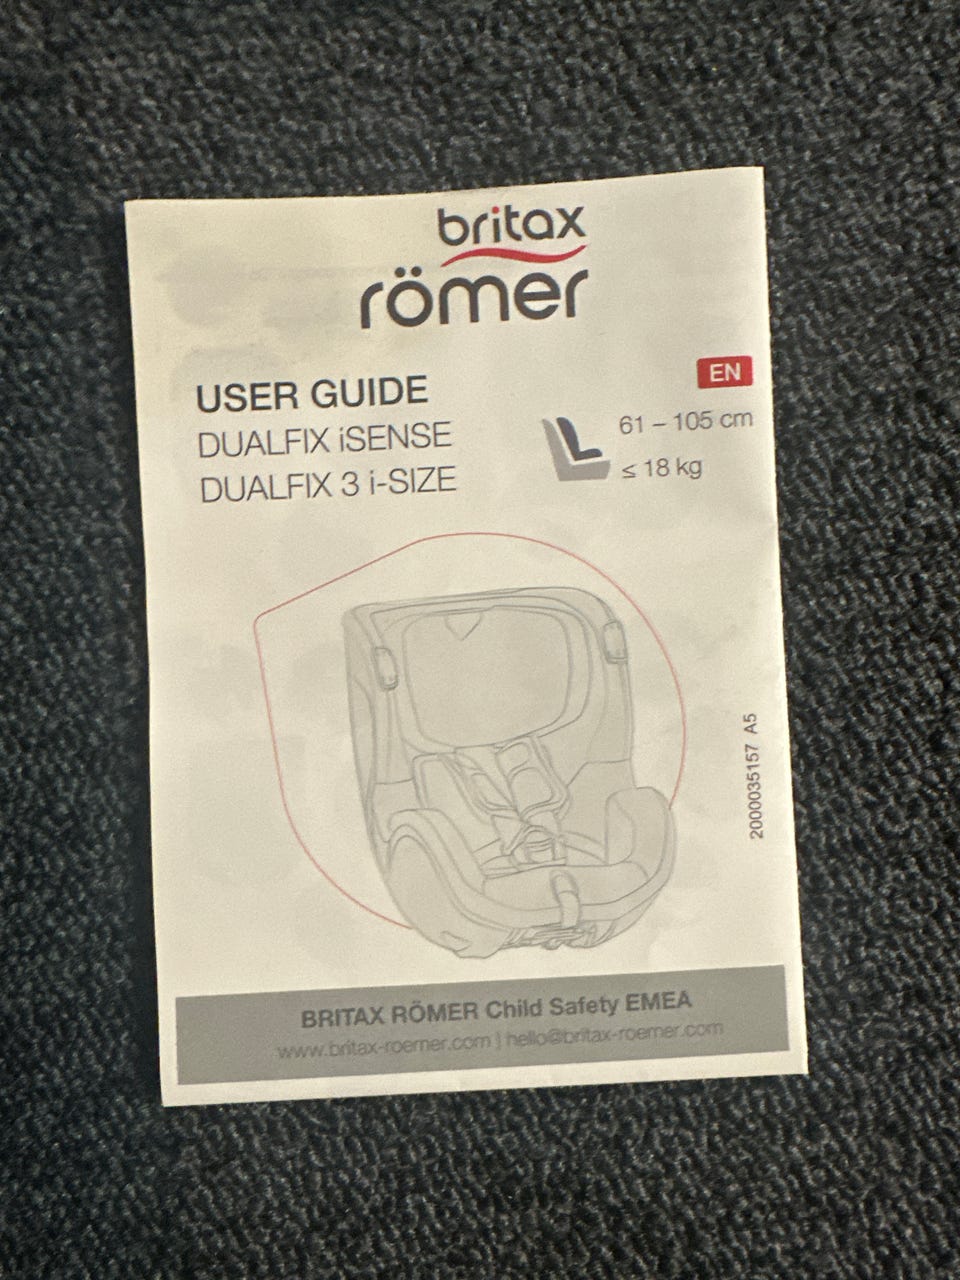 britax
römer
EN
USER GUIDE
DUALFIX iSENSE
DUALFIX 3 i-SIZE
61 – 105 cm
≤ 18 kg
2000035157 A5
BRITAX RÖMER Child Safety EMEA
www.britax-roemer.com | hello@britax-roemer.com